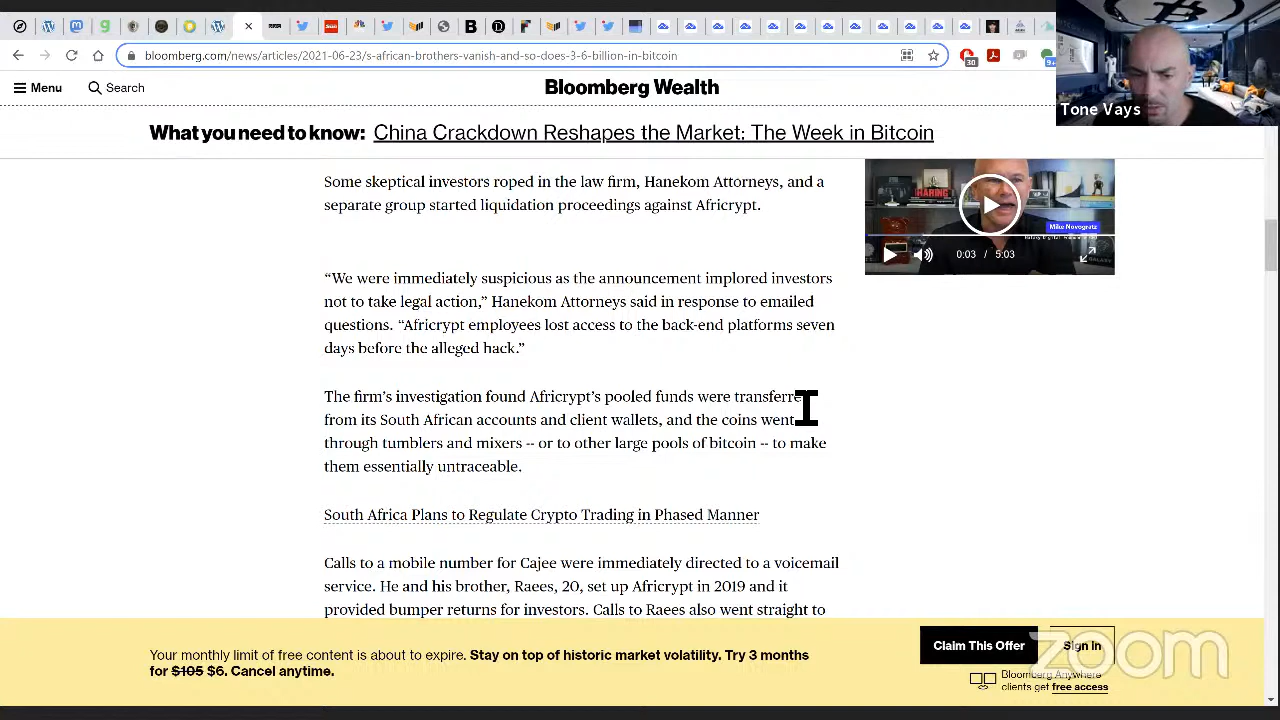 bloomberg.com/news/articles/2021-06-23/s-african-brothers-vanish-and-so-does-3-6-billion-in-bitcoin
30
9+
Menu
Search
Bloomberg Wealth
Tone Vays
What you need to know: China Crackdown Reshapes the Market: The Week in Bitcoin
Some skeptical investors roped in the law firm, Hanekom Attorneys, and a
separate group started liquidation proceedings against Africrypt.
Mike Novogratz
0:03 / 5:03
“We were immediately suspicious as the announcement implored investors
not to take legal action,” Hanekom Attorneys said in response to emailed
questions. “Africrypt employees lost access to the back-end platforms seven
days before the alleged hack.”
The firm’s investigation found Africrypt’s pooled funds were transferre
from its South African accounts and client wallets, and the coins went
through tumblers and mixers -- or to other large pools of bitcoin -- to make
them essentially untraceable.
South Africa Plans to Regulate Crypto Trading in Phased Manner
Calls to a mobile number for Cajee were immediately directed to a voicemail
service. He and his brother, Raees, 20, set up Africrypt in 2019 and it
provided bumper returns for investors. Calls to Raees also went straight to
Your monthly limit of free content is about to expire. Stay on top of historic market volatility. Try 3 months
for $105 $6. Cancel anytime.
Claim This Offer
Sign In
Bloomberg Anywhere
clients get free access
zoom